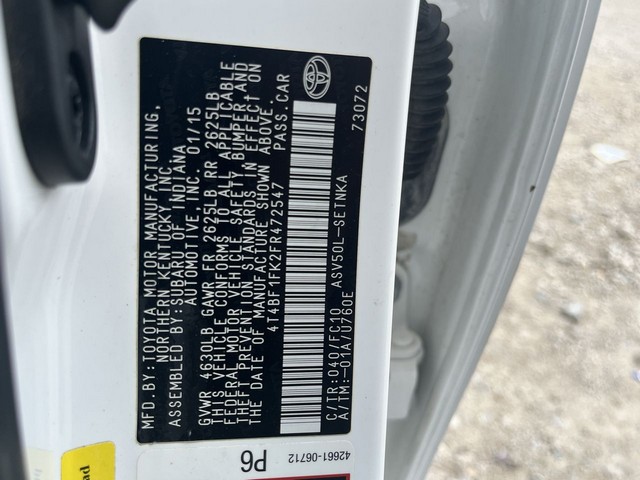 MFD.BY:TOYOTA MOTOR MANUFACTURING,
NORTHERN KENTUCKY, INC.
ASSEMBLED BY:SUBARU OF INDIANA
AUTOMOTIVE, INC. 01/15
GVWR 4630LB GAWR FR 2625LB RR 2625LB
THIS VEHICLE CONFORMS TO ALL APPLICABLE
FEDERAL MOTOR VEHICLE SAFETY BUMPER,AND
THEFT PREVENTION STANDARDS IN EFFECT ON
THE DATE OF MANUFACTURE SHOWN ABOVE.
4T4BF1FK2FR472547 PASS.CAR
C/TR:040/FC10 ASV50L-SETNKA
A/TM:-01A/U760E 73072
P6
42661-06712